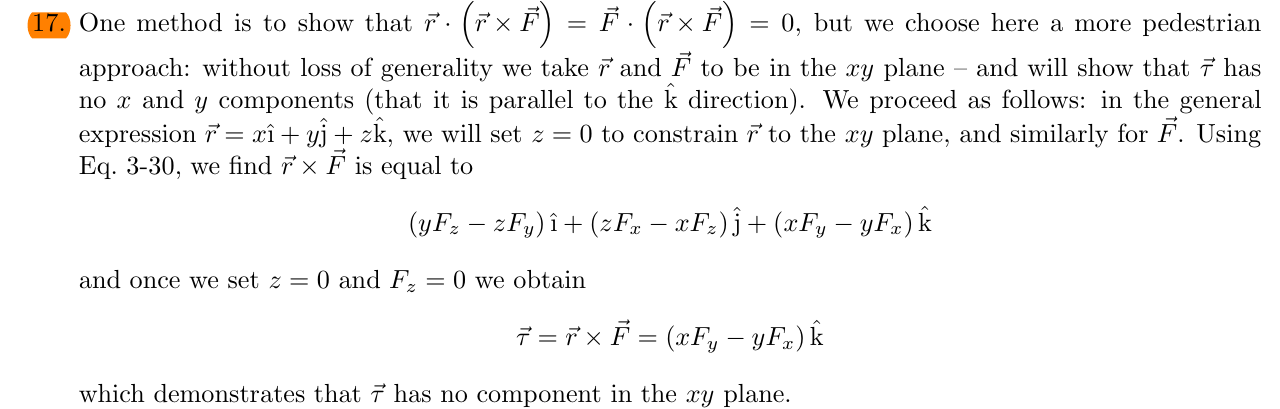 17. One method is to show that r⃗ · (r⃗ × F⃗) = F⃗ · (r⃗ × F⃗) = 0, but we choose here a more pedestrian
approach: without loss of generality we take r⃗ and F⃗ to be in the xy plane – and will show that τ⃗ has
no x and y components (that it is parallel to the k̂ direction). We proceed as follows: in the general
expression r⃗ = xî + yĵ + zk̂, we will set z = 0 to constrain r⃗ to the xy plane, and similarly for F⃗. Using
Eq. 3-30, we find r⃗ × F⃗ is equal to
(yF_z − zF_y) î + (zF_x − xF_z) ĵ + (xF_y − yF_x) k̂
and once we set z = 0 and F_z = 0 we obtain
τ⃗ = r⃗ × F⃗ = (xF_y − yF_x) k̂
which demonstrates that τ⃗ has no component in the xy plane.